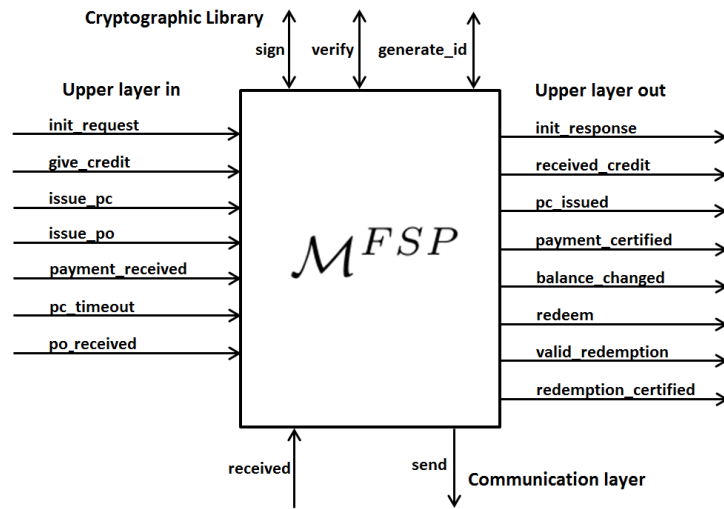 Cryptographic Library
sign verify generate_id
Upper layer in
Upper layer out
init_request
give_credit
issue_pc
issue_po
payment_received
pc_timeout
po_received
M^{FSP}
init_response
received_credit
pc_issued
payment_certified
balance_changed
redeem
valid_redemption
redemption_certified
received
send
Communication layer